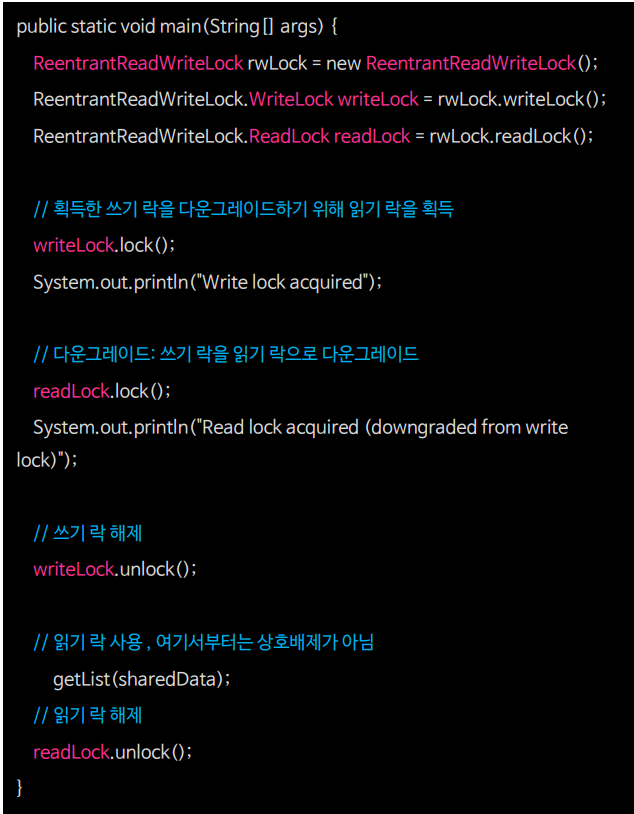 public static void main(String[] args) {
ReentrantReadWriteLock rwLock = new ReentrantReadWriteLock();
ReentrantReadWriteLock.WriteLock writeLock = rwLock.writeLock();
ReentrantReadWriteLock.ReadLock readLock = rwLock.readLock();
// 획득한 쓰기 락을 다운그레이드하기 위해 읽기 락을 획득
writeLock.lock();
System.out.println("Write lock acquired");
// 다운그레이드: 쓰기 락을 읽기 락으로 다운그레이드
readLock.lock();
System.out.println("Read lock acquired (downgraded from write
lock)");
// 쓰기 락 해제
writeLock.unlock();
// 읽기 락 사용 , 여기서부터는 상호배제가 아님
getList(sharedData);
// 읽기 락 해제
readLock.unlock();
}